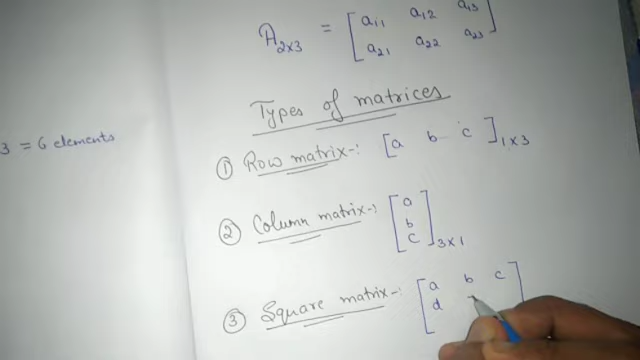 A2x3 = [a11 a12 a13
a21 a22 a23]
3 = 6 elements
Types of matrices
① Row matrix-: [a b c]1x3
② Column matrix-: [a
b
c]3x1
③ Square matrix-: [a b c
d